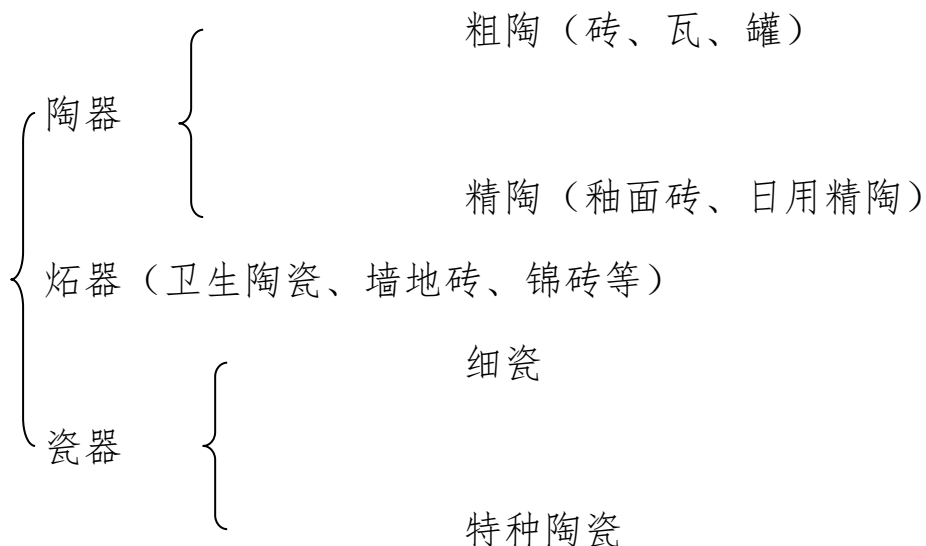 粗陶（砖、瓦、罐）
陶器
精陶（釉面砖、日用精陶）
炻器（卫生陶瓷、墙地砖、锦砖等）
细瓷
瓷器
特种陶瓷